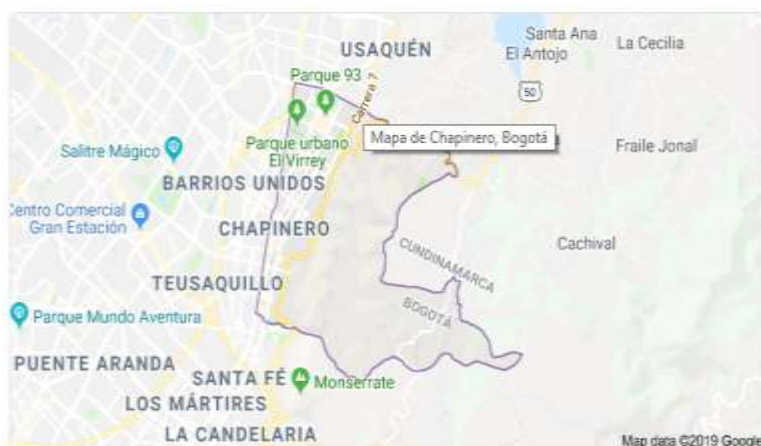 USAQUÉN
Santa Ana
El Antojo
La Cecilia
Parque 93
Carrera 7
50
Parque urbano
El Virrey
Mapa de Chapinero, Bogotá
Fraile Jonal
Salitre Mágico
BARRIOS UNIDOS
Centro Comercial
Gran Estación
CHAPINERO
Cachival
CUNDINAMARCA
TEUSAQUILLO
BOGOTÁ
Parque Mundo Aventura
PUENTE ARANDA
SANTA FÉ
Monserrate
LOS MÁRTIRES
LA CANDELARIA
Map data ©2019 Google